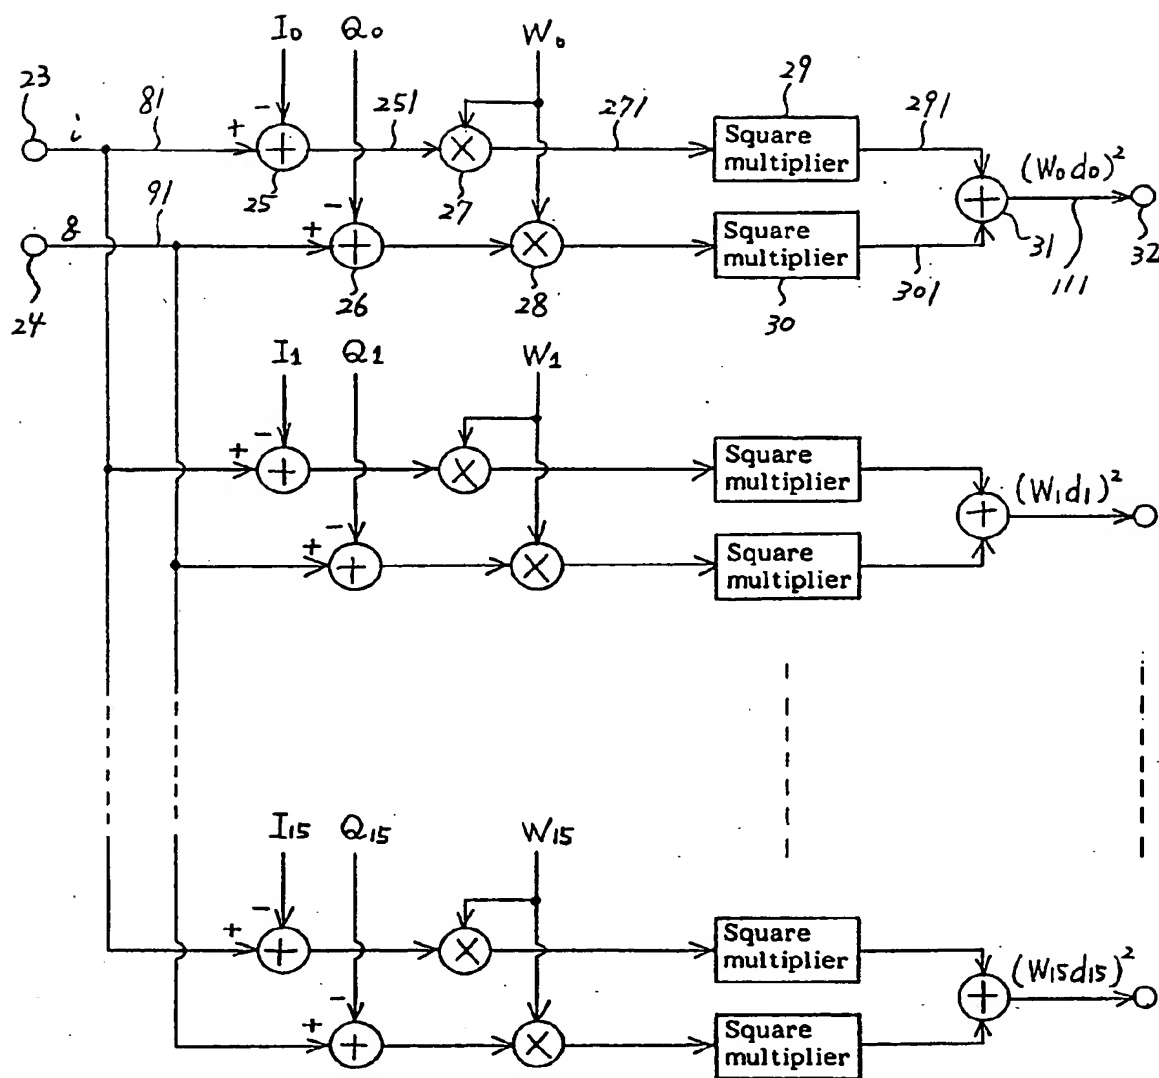 I₀ Q₀ W₀
23 i 81 − + 25 251 27 271 29 Square multiplier 291
(W₀d₀)²
24 & 91 − + 26 28 Square multiplier 30 301 31 111 32
I₁ Q₁ W₁
− + Square multiplier
(W₁d₁)²
− + Square multiplier
I₁₅ Q₁₅ W₁₅
− + Square multiplier
(W₁₅d₁₅)²
− + Square multiplier